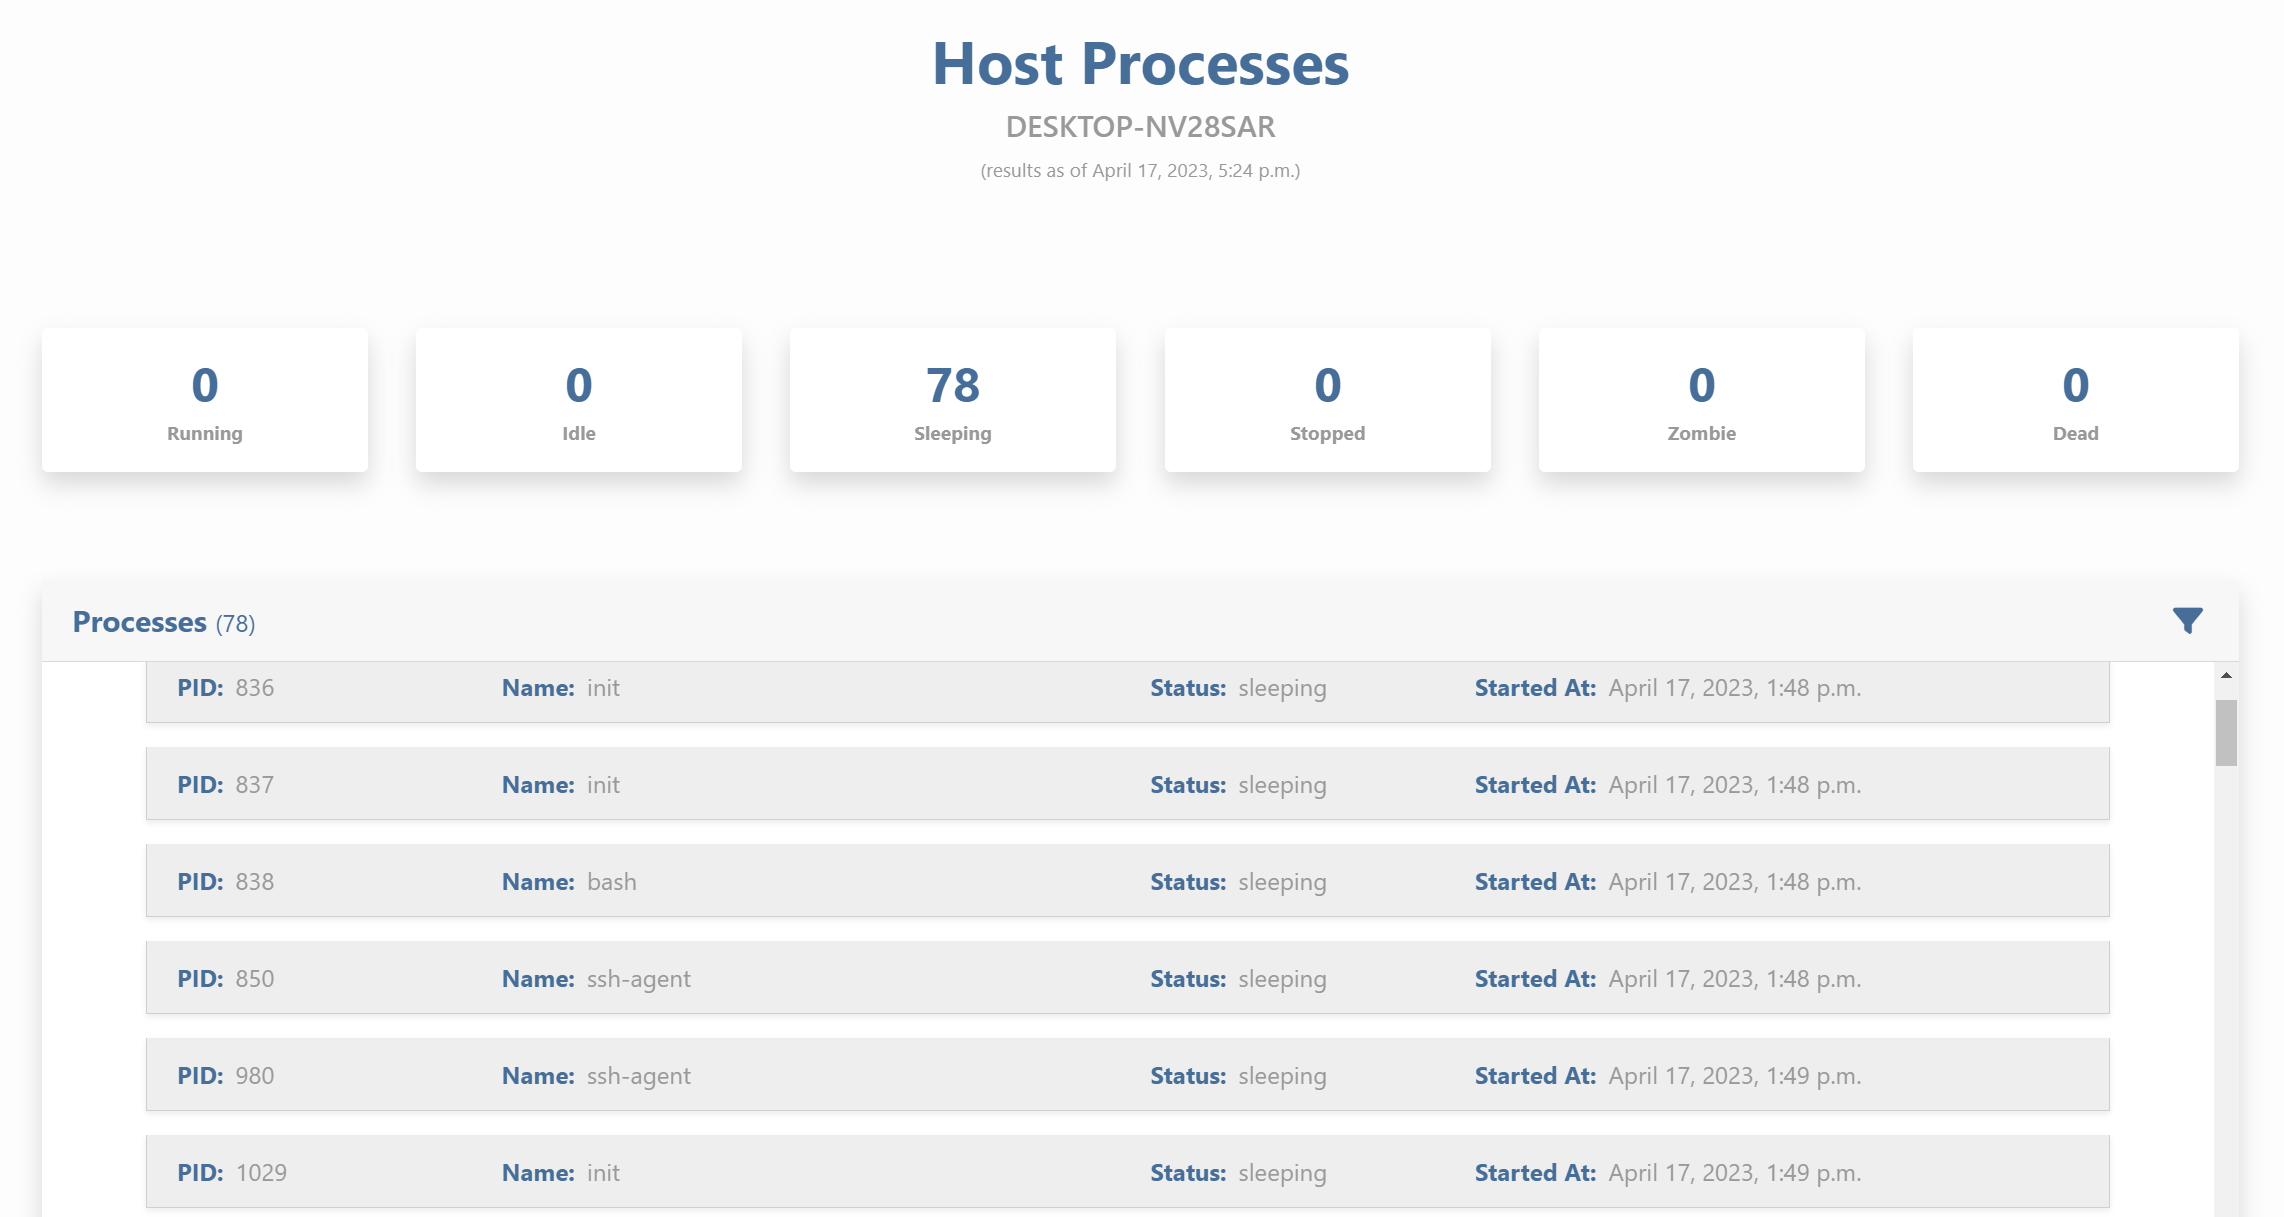 Host Processes
DESKTOP-NV28SAR
(results as of April 17, 2023, 5:24 p.m.)
0 0 78 0 0 0
Running Idle Sleeping Stopped Zombie Dead
Processes (78)
PID: 836 Name: init Status: sleeping Started At: April 17, 2023, 1:48 p.m.
PID: 837 Name: init Status: sleeping Started At: April 17, 2023, 1:48 p.m.
PID: 838 Name: bash Status: sleeping Started At: April 17, 2023, 1:48 p.m.
PID: 850 Name: ssh-agent Status: sleeping Started At: April 17, 2023, 1:48 p.m.
PID: 980 Name: ssh-agent Status: sleeping Started At: April 17, 2023, 1:49 p.m.
PID: 1029 Name: init Status: sleeping Started At: April 17, 2023, 1:49 p.m.